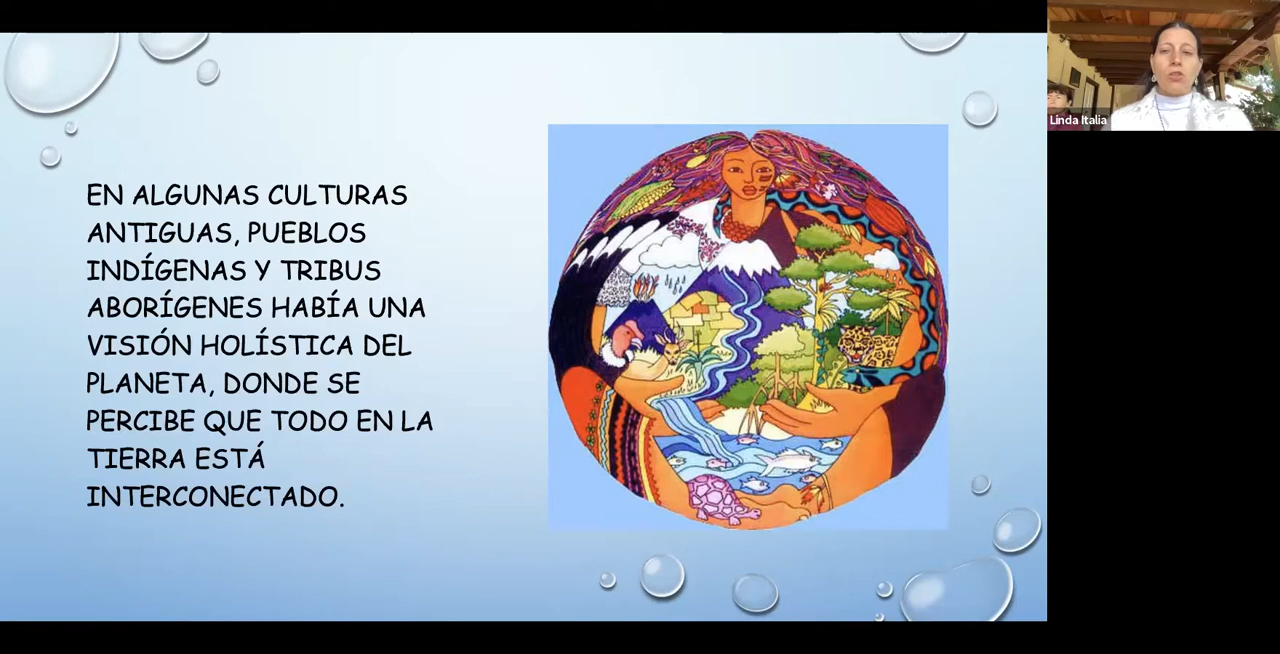 EN ALGUNAS CULTURAS
ANTIGUAS, PUEBLOS
INDÍGENAS Y TRIBUS
ABORÍGENES HABÍA UNA
VISIÓN HOLÍSTICA DEL
PLANETA, DONDE SE
PERCIBE QUE TODO EN LA
TIERRA ESTÁ
INTERCONECTADO.
Linda Italia